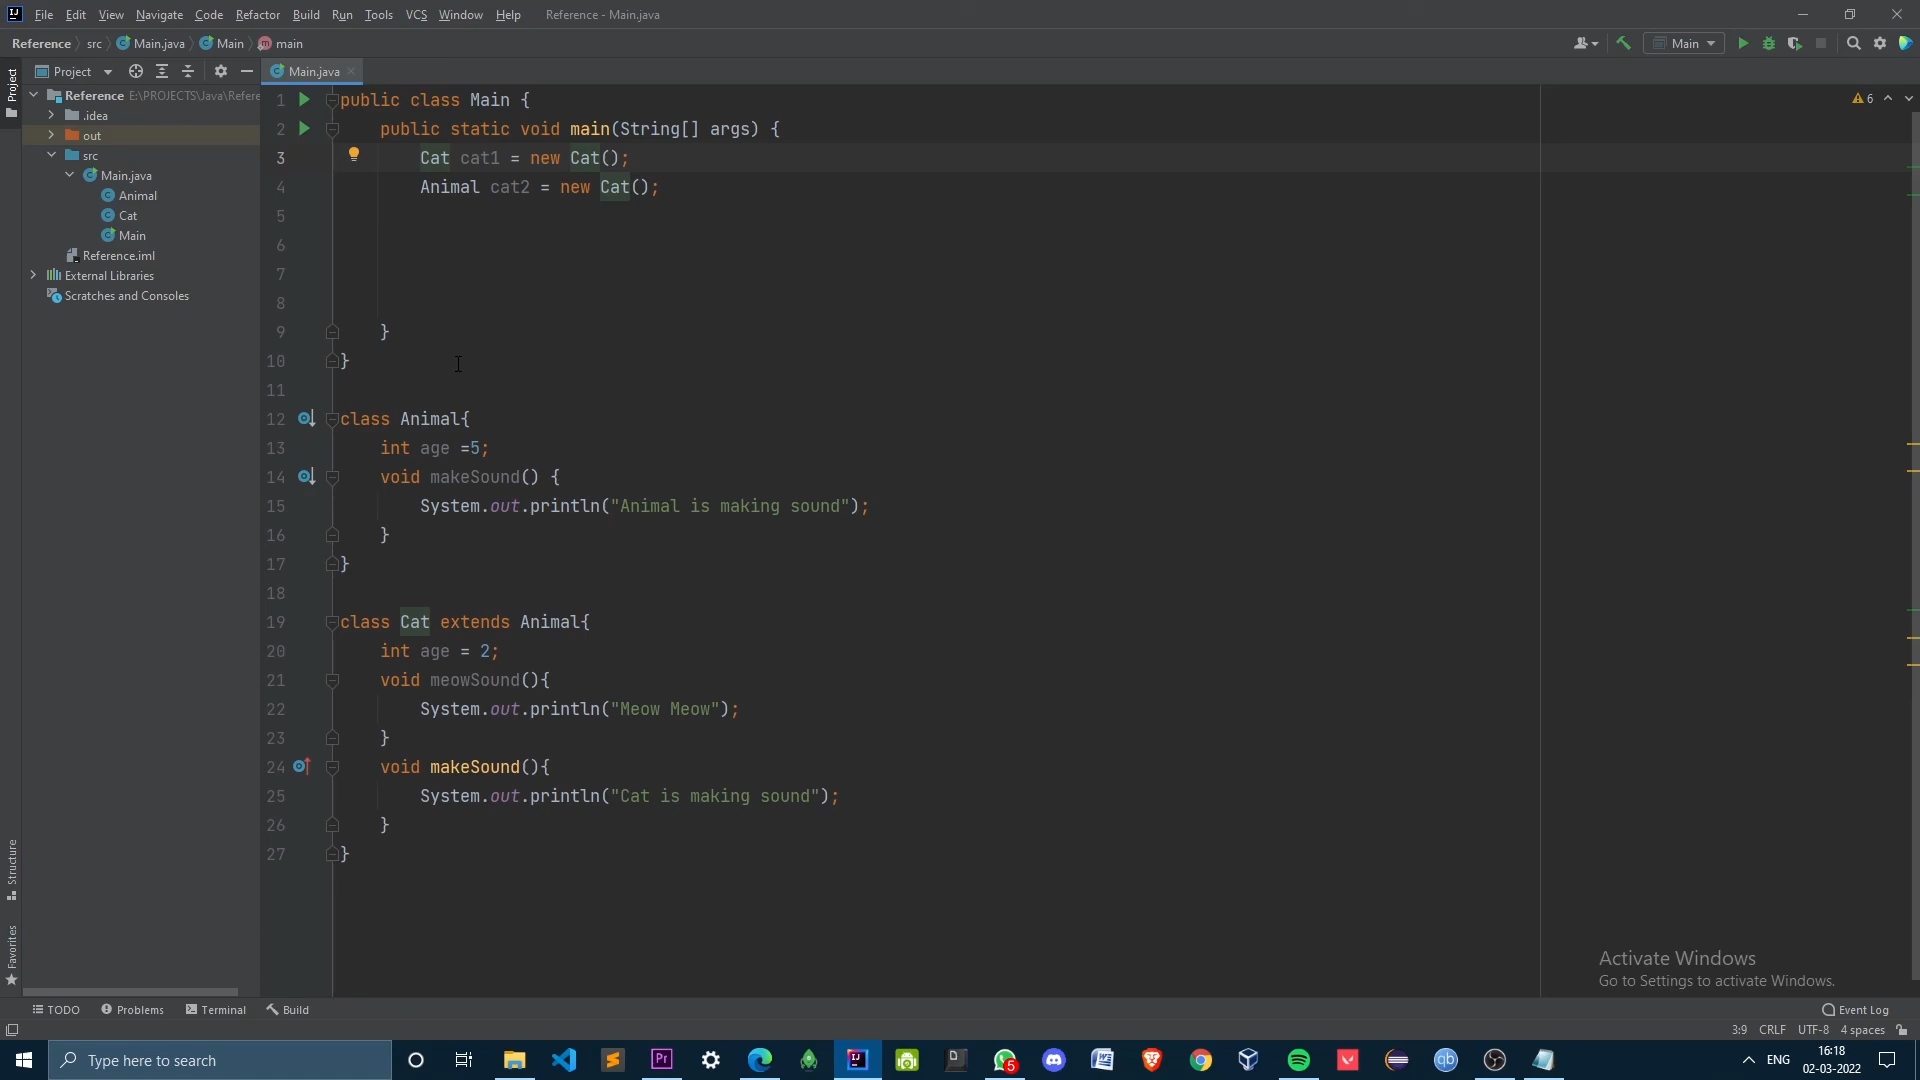 File Edit View Navigate Code Refactor Build Run Tools VCS Window Help Reference - Main.java
Reference src Main.java Main main Main
Project Main.java
Project
Reference E:\PROJECTS\Java\Refere
.idea
out
src
Main.java
Animal
Cat
Main
Reference.iml
External Libraries
Scratches and Consoles
6
1 public class Main {
2 public static void main(String[] args) {
3 Cat cat1 = new Cat();
4 Animal cat2 = new Cat();
5
6
7
8
9 }
10 }
11
12 class Animal{
13 int age =5;
14 void makeSound() {
15 System.out.println("Animal is making sound");
16 }
17 }
18
19 class Cat extends Animal{
20 int age = 2;
21 void meowSound(){
22 System.out.println("Meow Meow");
23 }
24 void makeSound(){
25 System.out.println("Cat is making sound");
26 }
27 }
Structure
Favorites
Activate Windows
Go to Settings to activate Windows.
TODO Problems Terminal Build Event Log
3:9 CRLF UTF-8 4 spaces
Type here to search
Pr
5
qb
ENG
16:18
02-03-2022